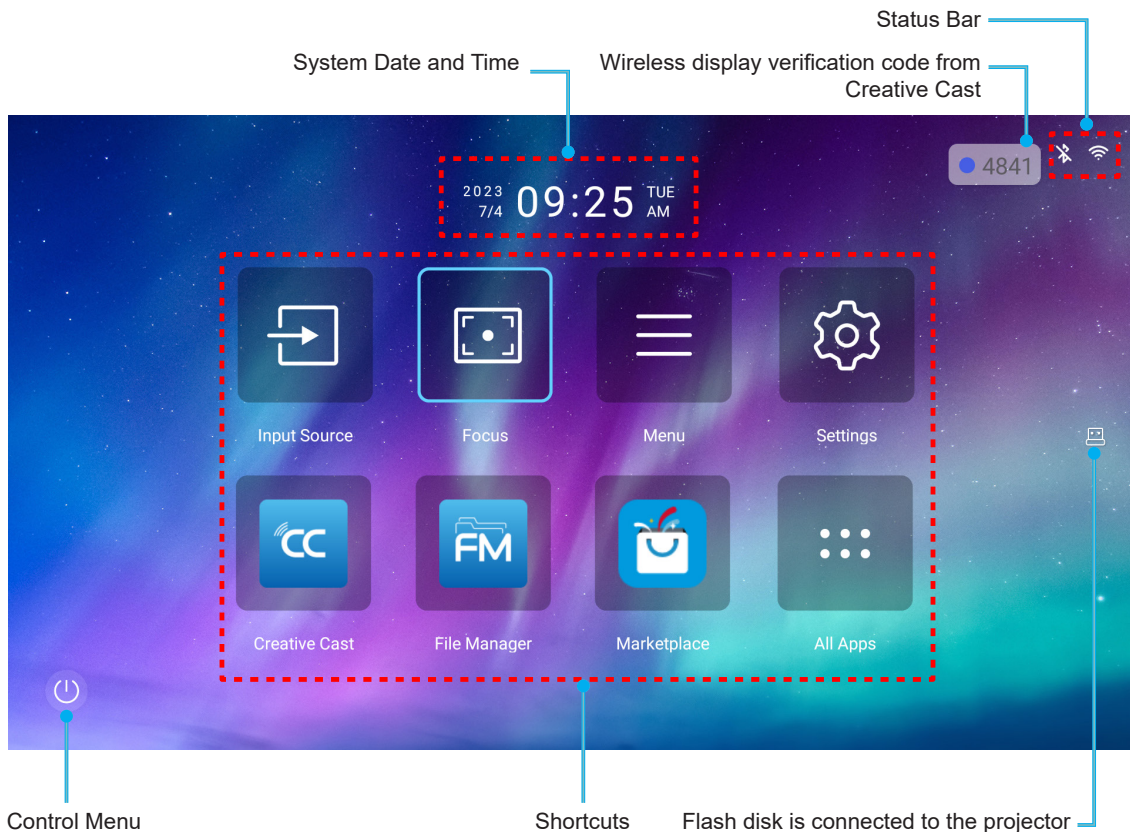 Status Bar
System Date and Time
Wireless display verification code from
Creative Cast
4841
2023
7/4
09:25
TUE
AM
Input Source
Focus
Menu
Settings
CC
FM
Creative Cast
File Manager
Marketplace
All Apps
Control Menu
Shortcuts
Flash disk is connected to the projector